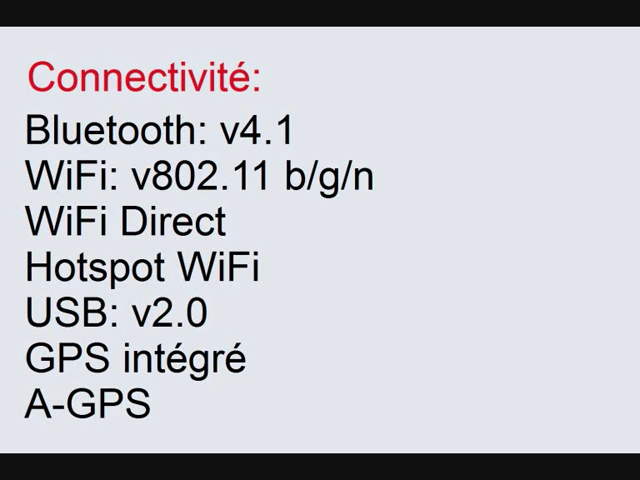 Connectivité:
Bluetooth: v4.1
WiFi: v802.11 b/g/n
WiFi Direct
Hotspot WiFi
USB: v2.0
GPS intégré
A-GPS